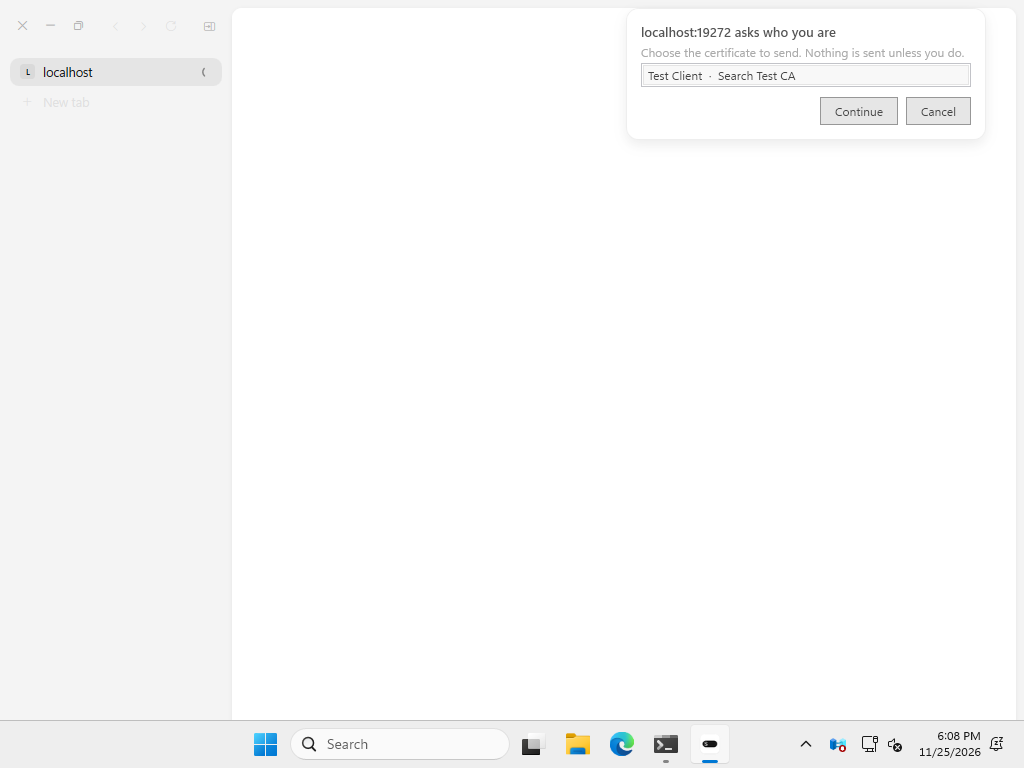 localhost:19272 asks who you are
Choose the certificate to send. Nothing is sent unless you do.
Test Client · Search Test CA
Continue
Cancel
L
localhost
+ New tab
Search
6:08 PM
11/25/2026